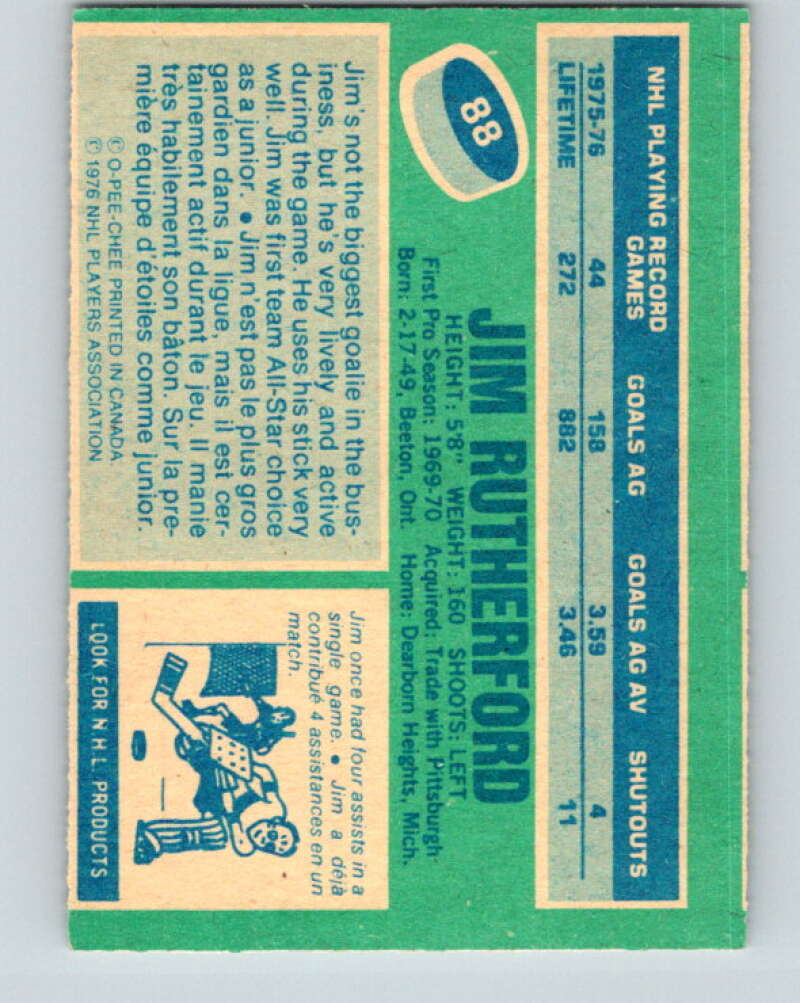 NHL PLAYING RECORD
GAMES GOALS AG GOALS AG AV SHUTOUTS
1975-76 44 158 3.59 4
LIFETIME 272 882 3.46 11
88
JIM RUTHERFORD
HEIGHT: 5'8" WEIGHT: 160 SHOOTS: LEFT
First Pro Season: 1969-70 Acquired: Trade with Pittsburgh
Born: 2-17-49, Beeton, Ont. Home: Dearborn Heights, Mich.
Jim's not the biggest goalie in the bus-
iness, but he's very lively and active
during the game. He uses his stick very
well. Jim was first team All-Star choice
as a junior. • Jim n'est pas le plus gros
gardien dans la ligue, mais il est cer-
tainement actif durant le jeu. Il manie
très habilement son bâton. Sur la pre-
mière équipe d'étoiles comme junior.
© O-PEE-CHEE PRINTED IN CANADA.
© 1976 NHL PLAYERS ASSOCIATION
Jim once had four assists in a
single game. • Jim a déjà
contribué 4 assistances en un
match.
LOOK FOR N.H.L. PRODUCTS